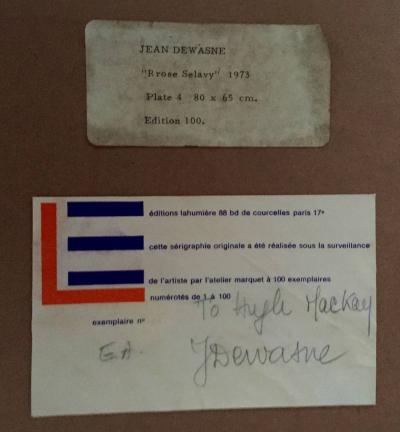 JEAN DEWASNE
"Rrose Selavy" 1973
Plate 4 80 x 65 cm.
Edition 100.
éditions lahumière 88 bd de courcelles paris 17e
cette sérigraphie originale a été réalisée sous la surveillance
de l'artiste par l'atelier marquet à 100 exemplaires
numérotés de 1 à 100
To Hugh MacKay
exemplaire no
E.A.
JDewasne